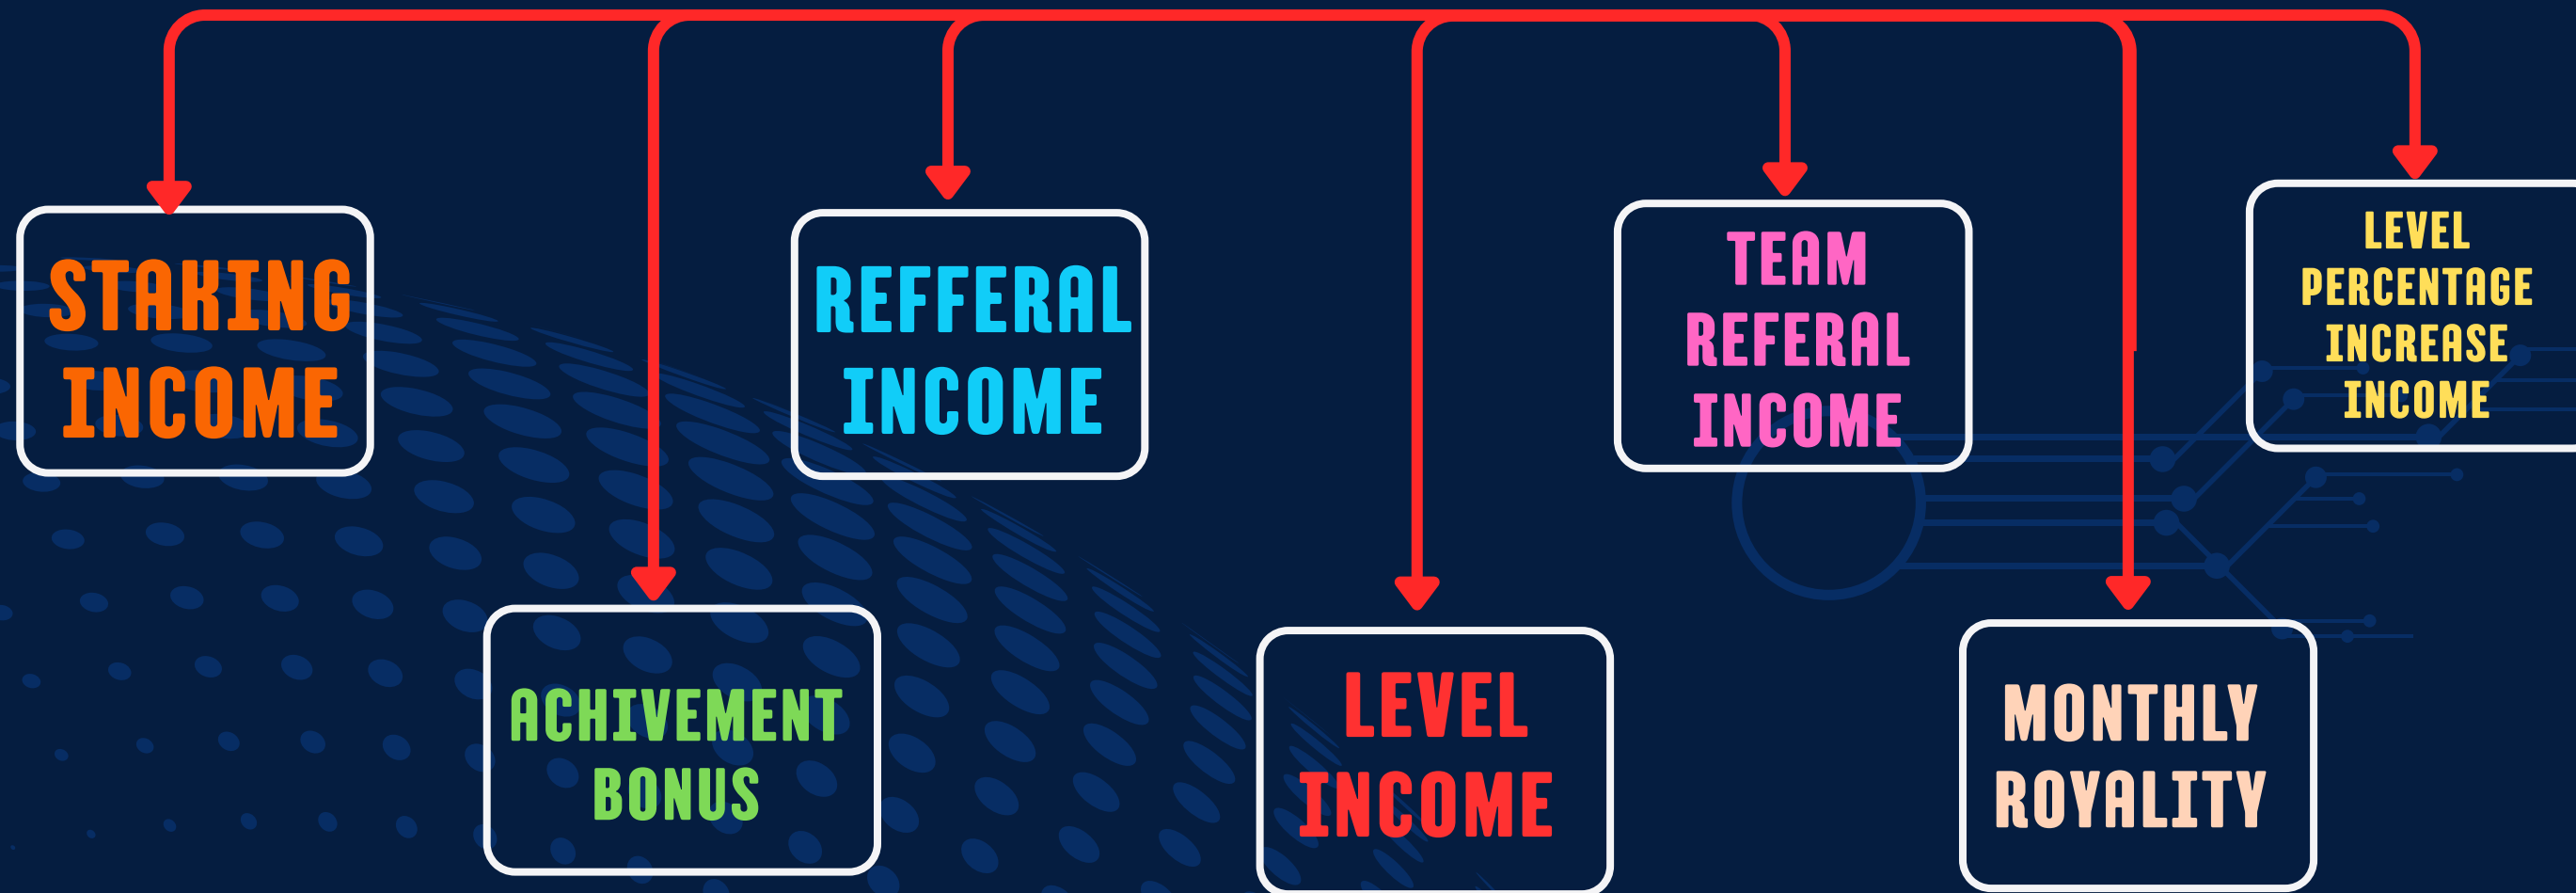 STAKING
INCOME
REFFERAL
INCOME
TEAM
REFERAL
INCOME
LEVEL
PERCENTAGE
INCREASE
INCOME
ACHIVEMENT
BONUS
LEVEL
INCOME
MONTHLY
ROYALITY